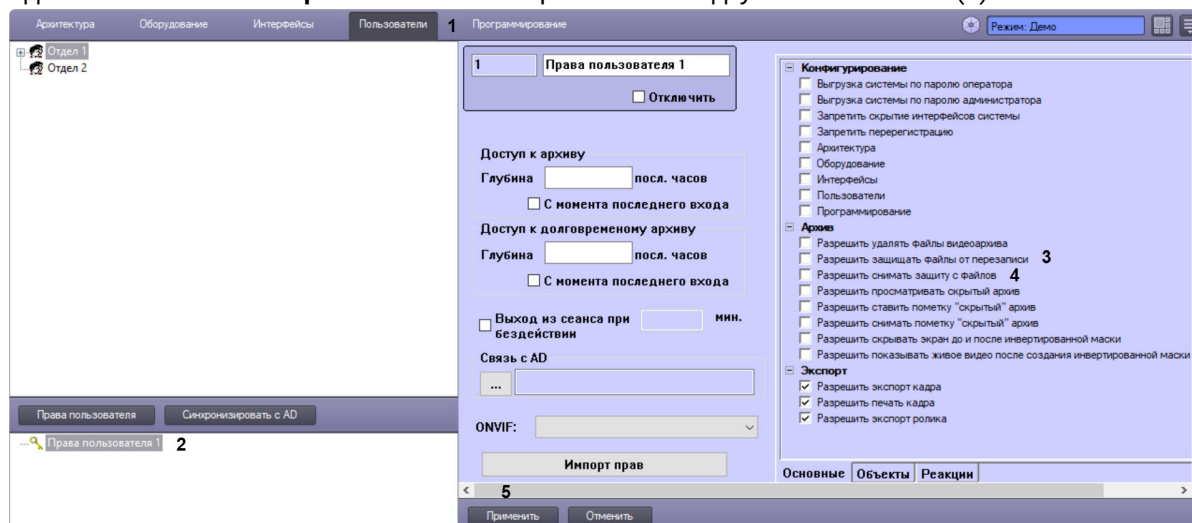 Архитектура Оборудование Интерфейсы Пользователи 1 Программирование Режим: Демо
Отдел 1
Отдел 2
Права пользователя Синхронизировать с AD
Права пользователя 1 2
1 Права пользователя 1
Отключить
Доступ к архиву
Глубина посл. часов
С момента последнего входа
Доступ к долговременому архиву
Глубина посл. часов
С момента последнего входа
Выход из сеанса при мин.
бездействии
Связь с AD
...
ONVIF:
Импорт прав
5
Применить Отменить
Конфигурирование
Выгрузка системы по паролю оператора
Выгрузка системы по паролю администратора
Запретить скрытие интерфейсов системы
Запретить перерегистрацию
Архитектура
Оборудование
Интерфейсы
Пользователи
Программирование
Архив
Разрешить удалять файлы видеоархива
Разрешить защищать файлы от перезаписи 3
Разрешить снимать защиту с файлов 4
Разрешить просматривать скрытый архив
Разрешить ставить пометку "скрытый" архив
Разрешить снимать пометку "скрытый" архив
Разрешить скрывать экран до и после инвертированной маски
Разрешить показывать живое видео после создания инвертированной маски
Экспорт
Разрешить экспорт кадра
Разрешить печать кадра
Разрешить экспорт ролика
Основные Объекты Реакции